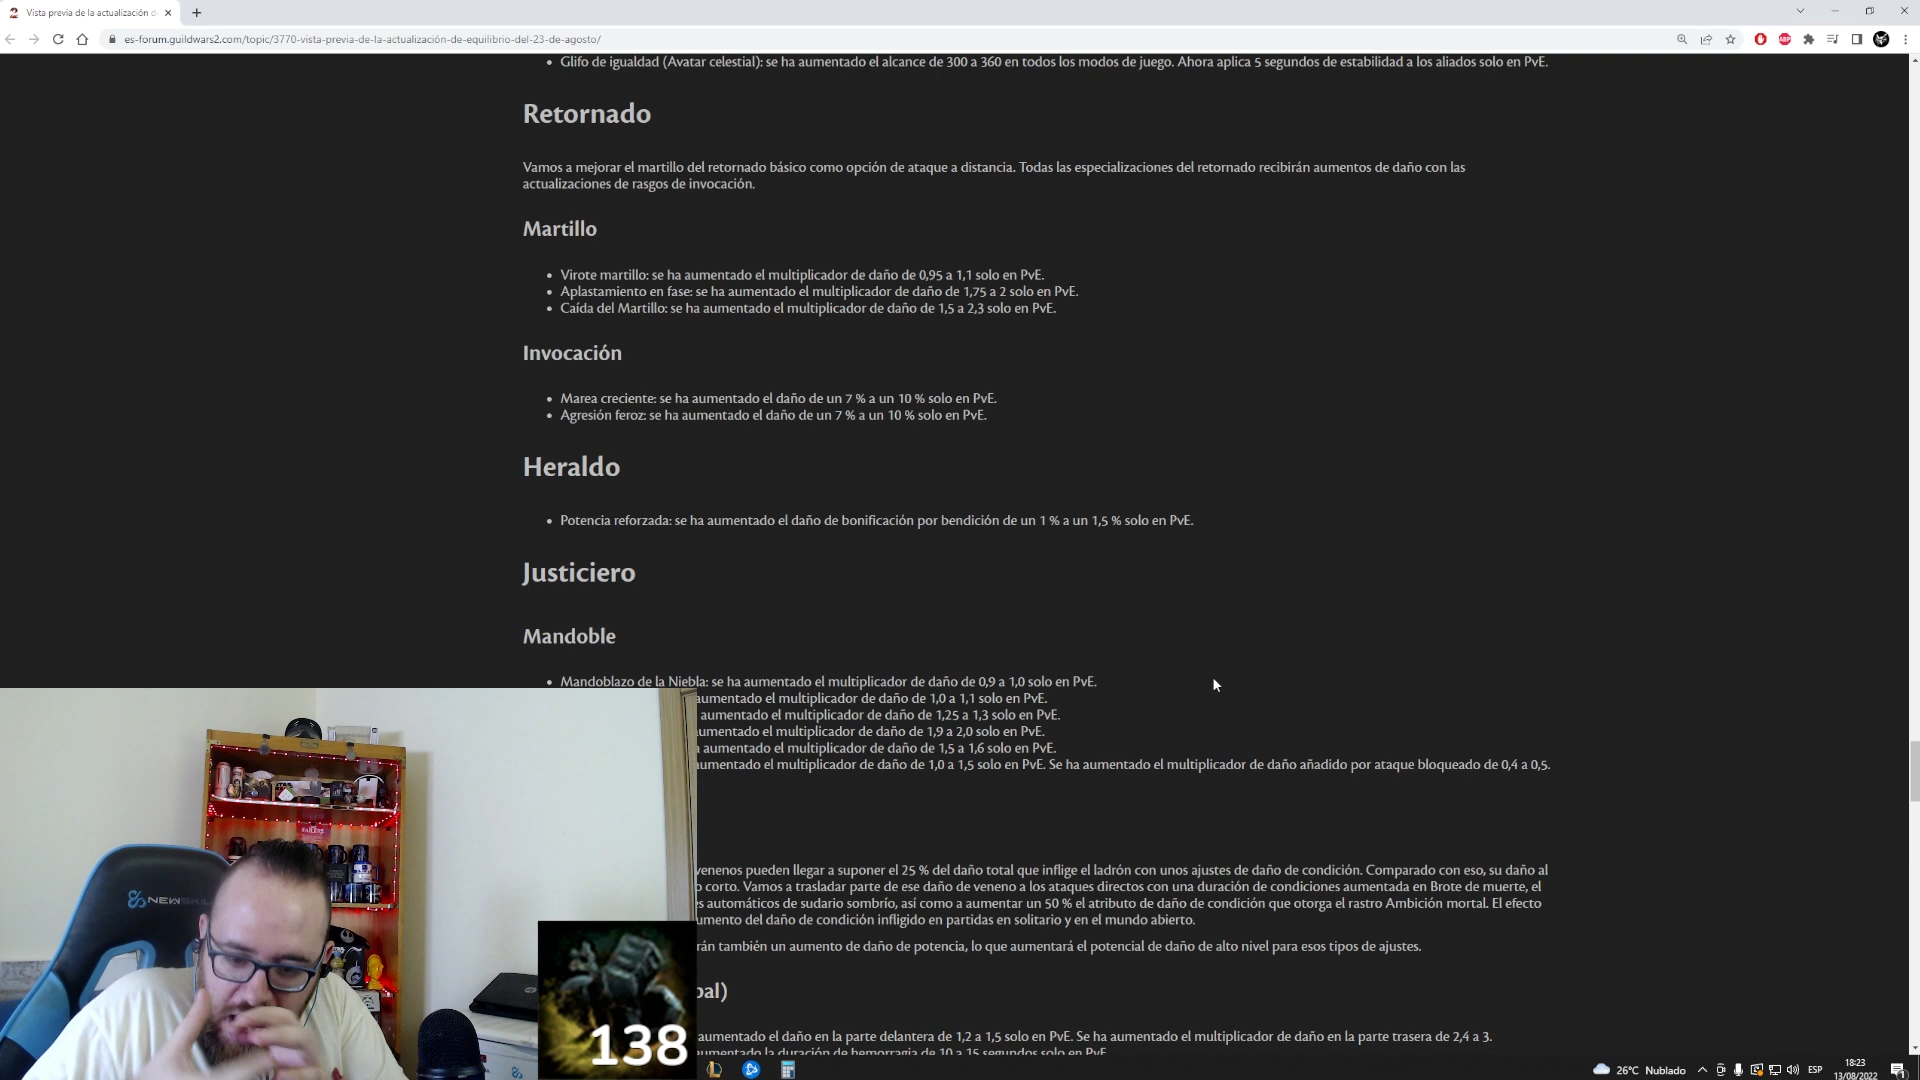 Vista previa de la actualización d
es-forum.guildwars2.com/topic/3770-vista-previa-de-la-actualización-de-equilibrio-del-23-de-agosto/
• Glifo de igualdad (Avatar celestial): se ha aumentado el alcance de 300 a 360 en todos los modos de juego. Ahora aplica 5 segundos de estabilidad a los aliados solo en PvE.
Retornado
Vamos a mejorar el martillo del retornado básico como opción de ataque a distancia. Todas las especializaciones del retornado recibirán aumentos de daño con las
actualizaciones de rasgos de invocación.
Martillo
• Virote martillo: se ha aumentado el multiplicador de daño de 0,95 a 1,1 solo en PvE.
• Aplastamiento en fase: se ha aumentado el multiplicador de daño de 1,75 a 2 solo en PvE.
• Caída del Martillo: se ha aumentado el multiplicador de daño de 1,5 a 2,3 solo en PvE.
Invocación
• Marea creciente: se ha aumentado el daño de un 7 % a un 10 % solo en PvE.
• Agresión feroz: se ha aumentado el daño de un 7 % a un 10 % solo en PvE.
Heraldo
• Potencia reforzada: se ha aumentado el daño de bonificación por bendición de un 1 % a un 1,5 % solo en PvE.
Justiciero
Mandoble
• Mandoblazo de la Niebla: se ha aumentado el multiplicador de daño de 0,9 a 1,0 solo en PvE.
aumentado el multiplicador de daño de 1,0 a 1,1 solo en PvE.
aumentado el multiplicador de daño de 1,25 a 1,3 solo en PvE.
aumentado el multiplicador de daño de 1,9 a 2,0 solo en PvE.
a aumentado el multiplicador de daño de 1,5 a 1,6 solo en PvE.
aumentado el multiplicador de daño de 1,0 a 1,5 solo en PvE. Se ha aumentado el multiplicador de daño añadido por ataque bloqueado de 0,4 a 0,5.
venenos pueden llegar a suponer el 25 % del daño total que inflige el ladrón con unos ajustes de daño de condición. Comparado con eso, su daño al
o corto. Vamos a trasladar parte de ese daño de veneno a los ataques directos con una duración de condiciones aumentada en Brote de muerte, el
es automáticos de sudario sombrío, así como a aumentar un 50 % el atributo de daño de condición que otorga el rastro Ambición mortal. El efecto
umento del daño de condición infligido en partidas en solitario y en el mundo abierto.
rán también un aumento de daño de potencia, lo que aumentará el potencial de daño de alto nivel para esos tipos de ajustes.
pal)
aumentado el daño en la parte delantera de 1,2 a 1,5 solo en PvE. Se ha aumentado el multiplicador de daño en la parte trasera de 2,4 a 3.
aumentado la duración de hemorragia de 10 a 15 segundos solo en PvE.
NEWSKILL
138
26°C Nublado
ESP
18:23
13/08/2022